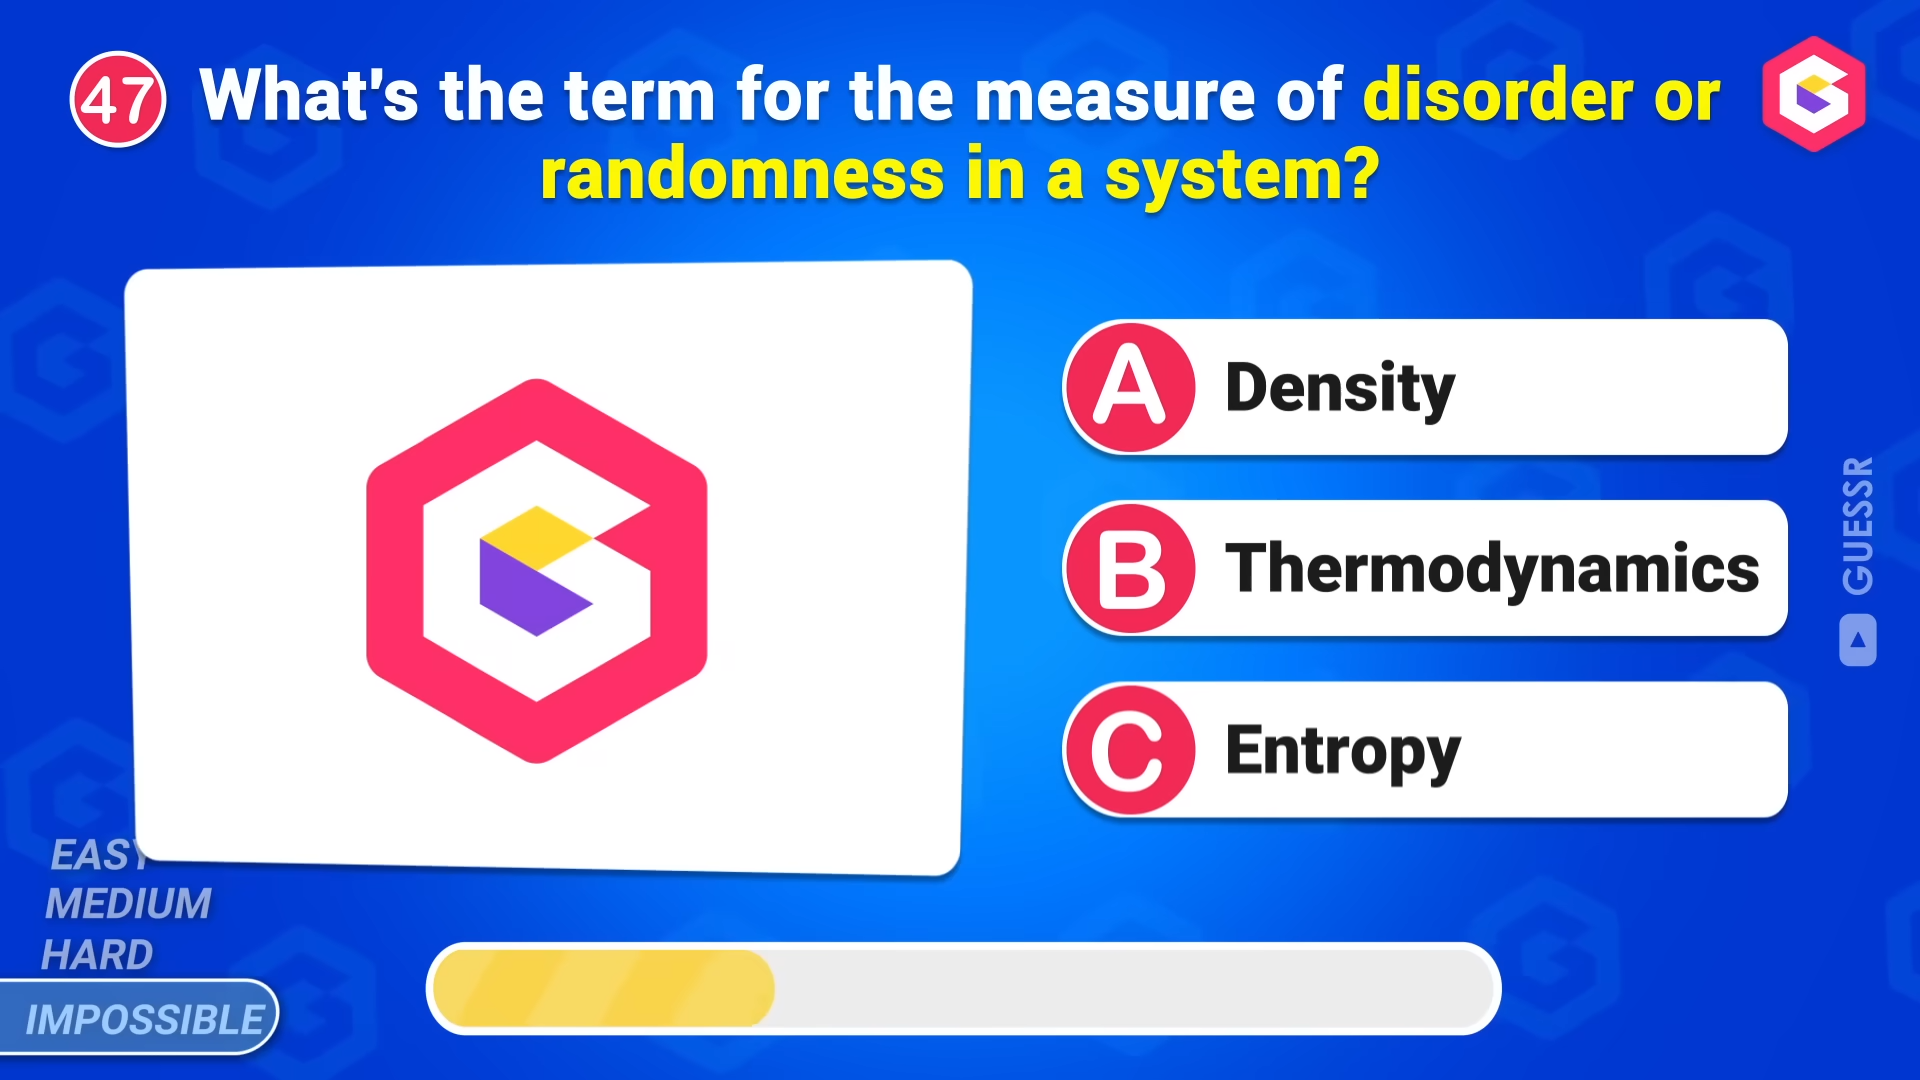 47
What's the term for the measure of disorder or
randomness in a system?
A Density
B Thermodynamics
C Entropy
GUESSR
EASY
MEDIUM
HARD
IMPOSSIBLE